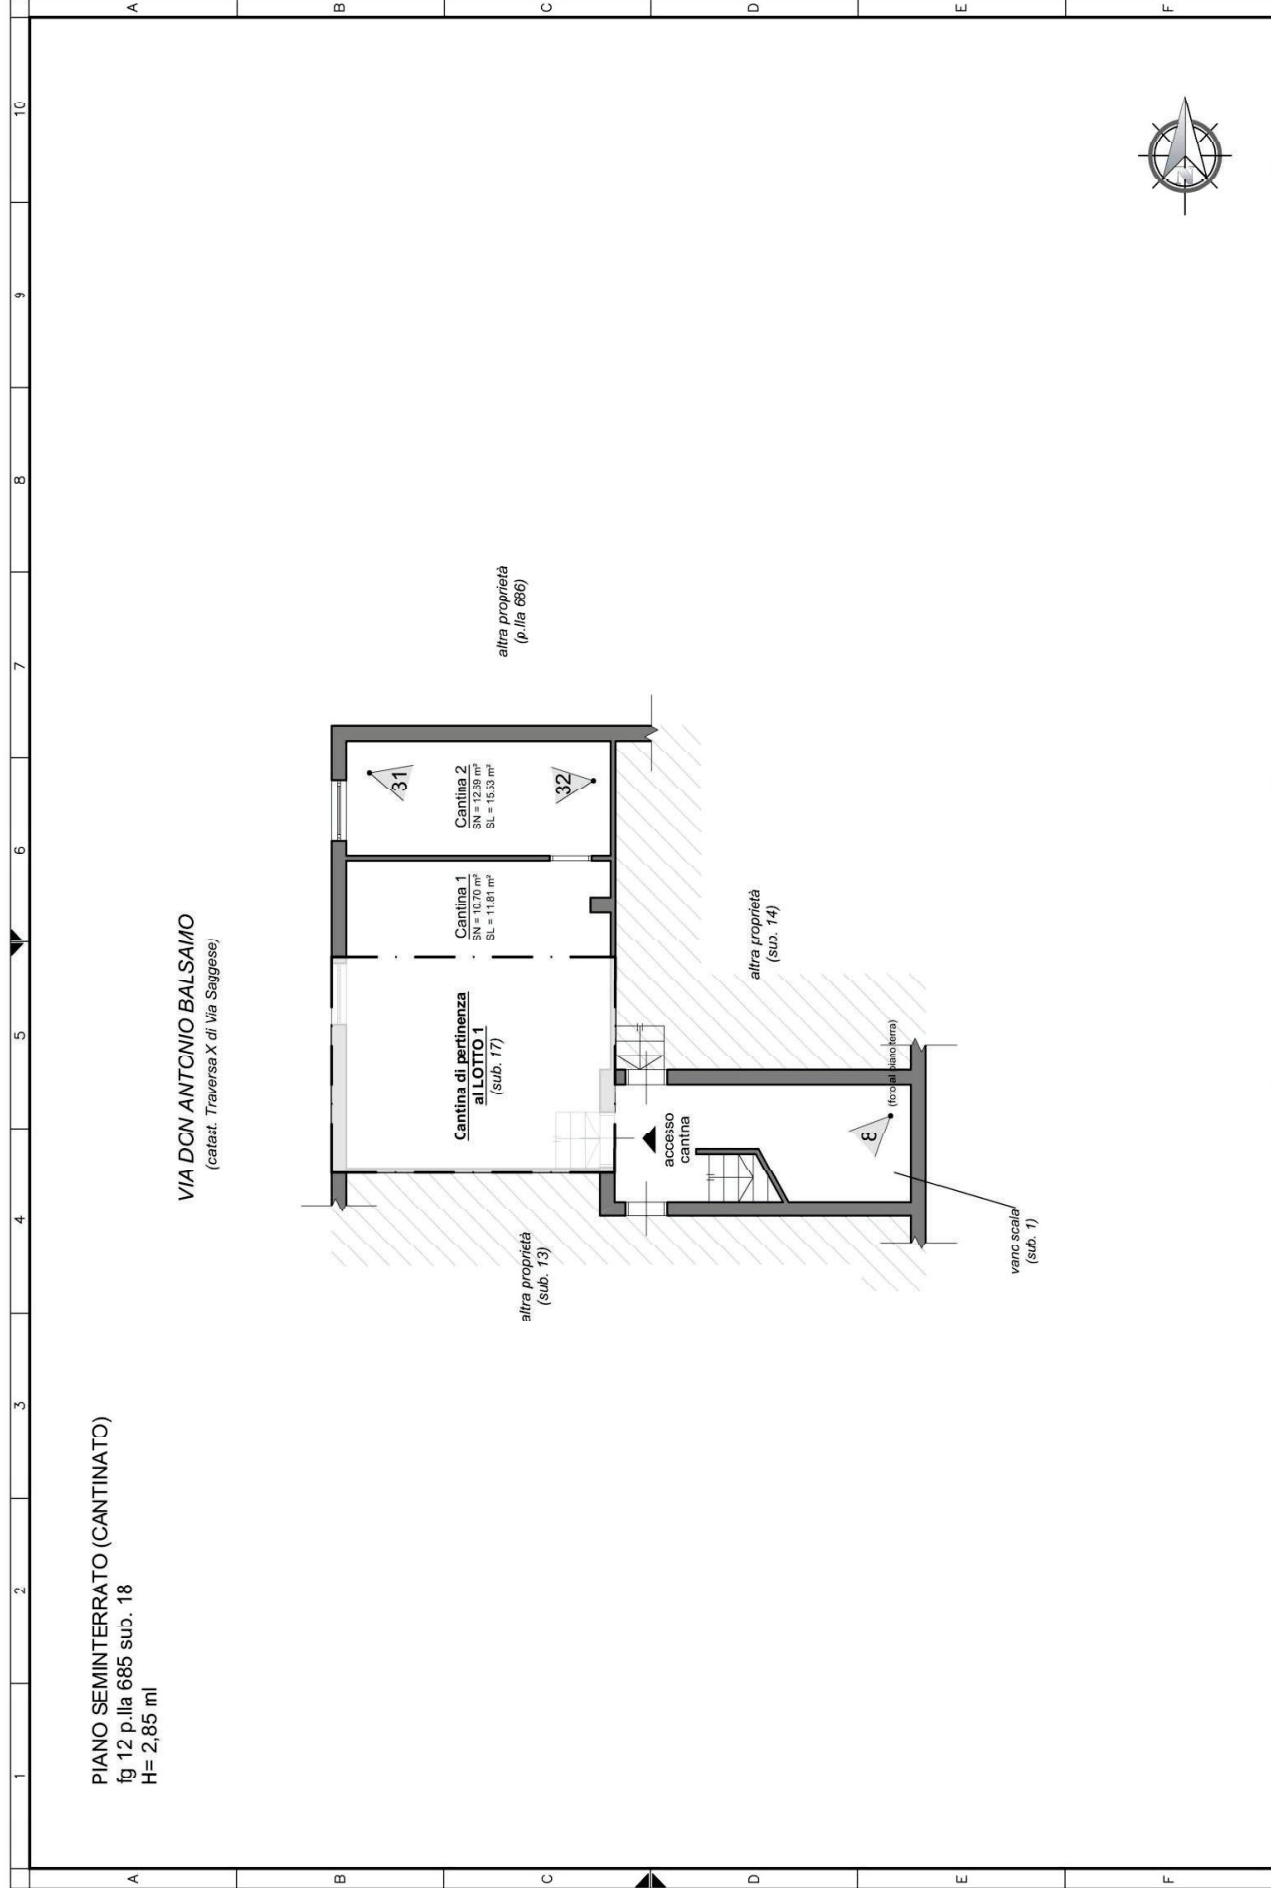 PIANO SEMINTERRATO (CANTINATO)
fg 12 p.lla 685 sub. 18
H= 2,85 ml
VIA DON ANTONIO BALSAMO
(catast. Traversa X di Via Saggese)
altra proprietà
(p.lla 686)
Cantina 2
SN = 12.39 m²
SL = 15.53 m²
31
32
Cantina 1
SN = 10.70 m²
SL = 11.81 m²
Cantina di pertinenza
al LOTTO 1
(sub. 17)
altra proprietà
(sub. 14)
altra proprietà
(sub. 13)
accesso
cantina
8
(foto al piano terra)
vano scala
(sub. 1)
N
1
2
3
4
5
6
7
8
9
10
A
B
C
D
E
F
A
B
C
D
E
F